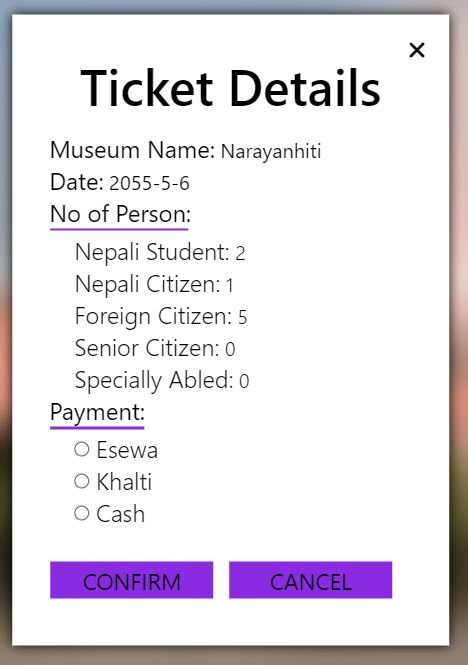 Ticket Details
Museum Name: Narayanhiti
Date: 2055-5-6
No of Person:
Nepali Student: 2
Nepali Citizen: 1
Foreign Citizen: 5
Senior Citizen: 0
Specially Abled: 0
Payment:
Esewa
Khalti
Cash
CONFIRM CANCEL